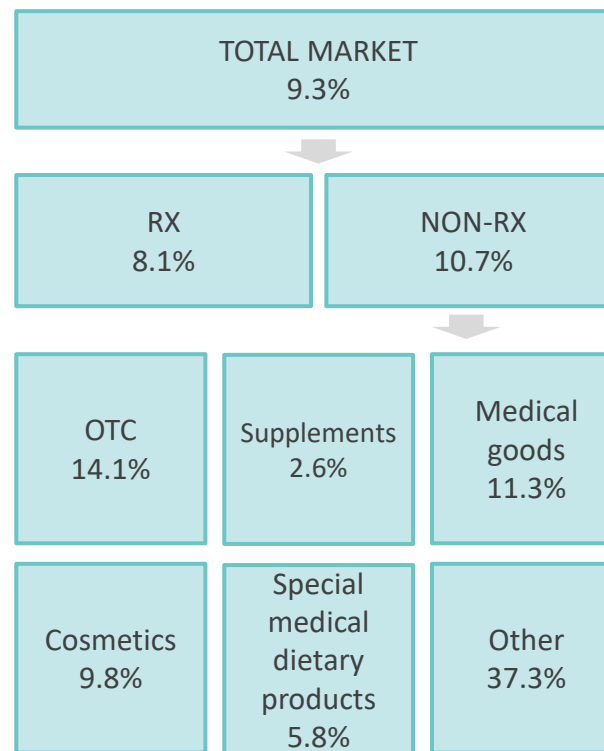 TOTAL MARKET
9.3%
RX
8.1%
NON-RX
10.7%
OTC
14.1%
Supplements
2.6%
Medical
goods
11.3%
Cosmetics
9.8%
Special
medical
dietary
products
5.8%
Other
37.3%